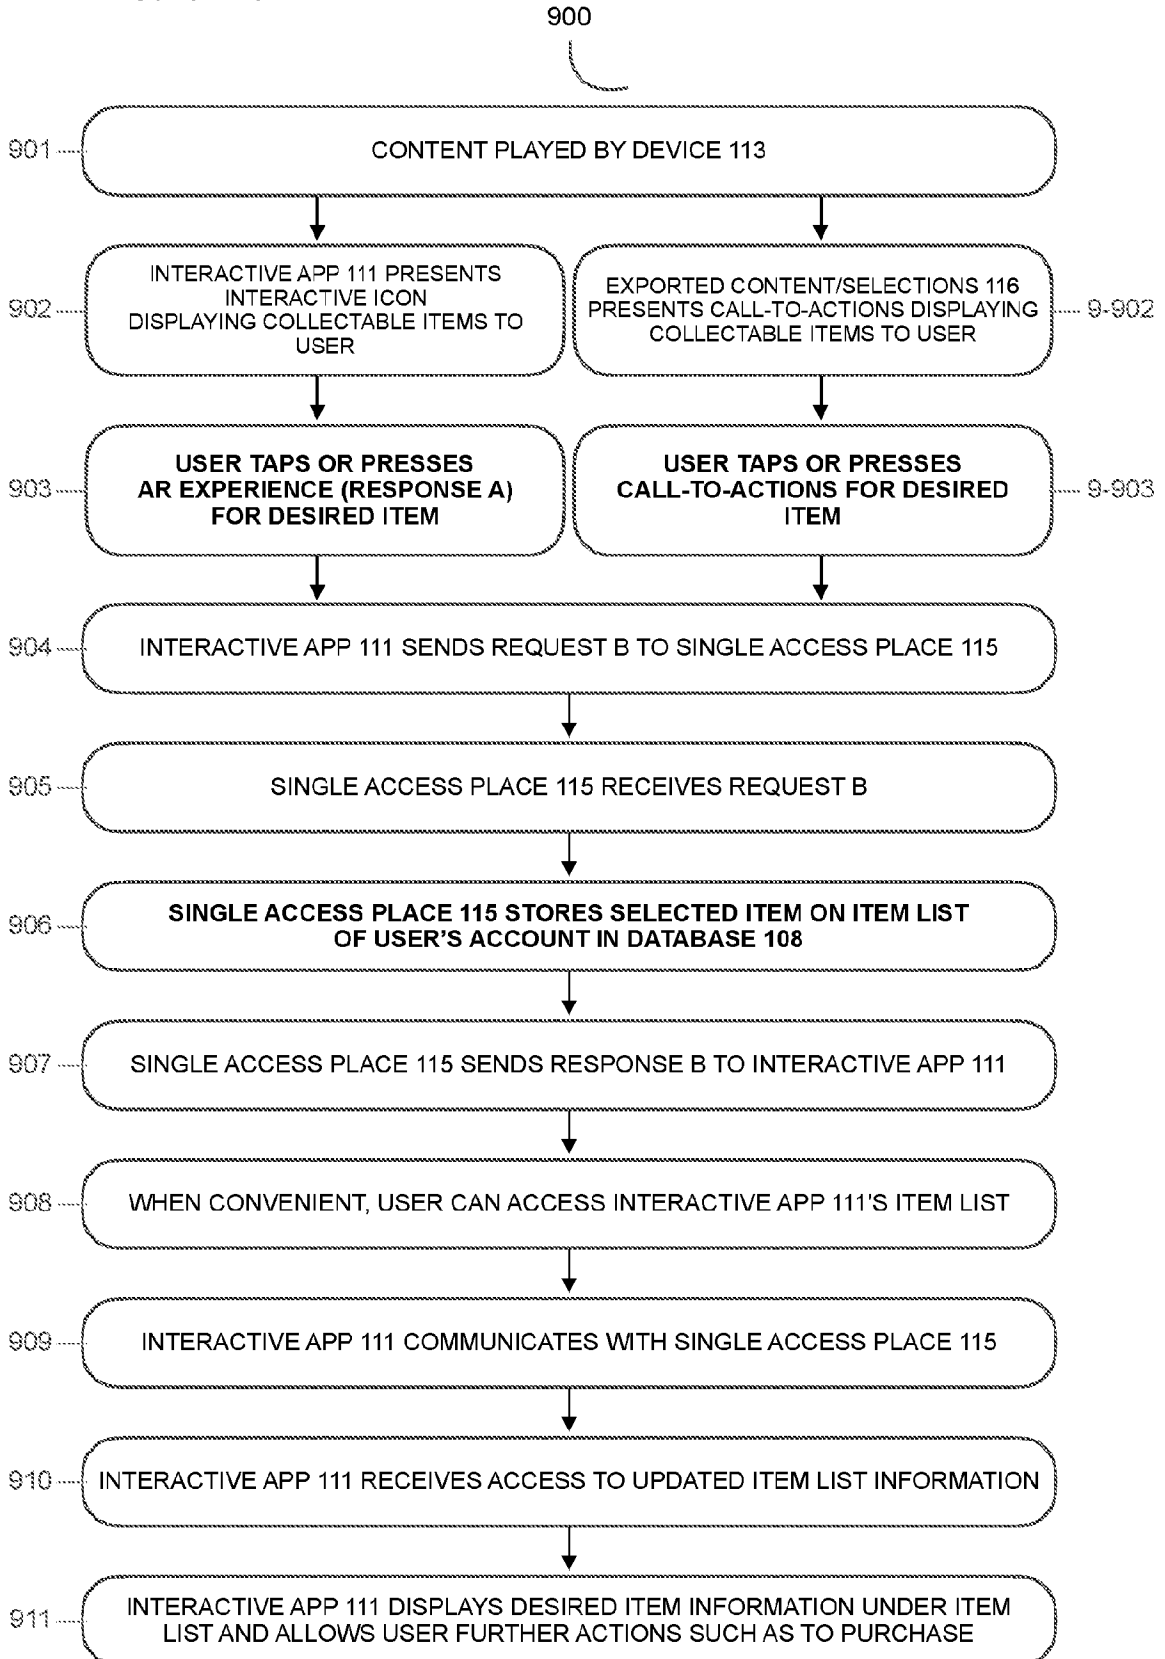 900
901
CONTENT PLAYED BY DEVICE 113
902
INTERACTIVE APP 111 PRESENTS
INTERACTIVE ICON
DISPLAYING COLLECTABLE ITEMS TO
USER
EXPORTED CONTENT/SELECTIONS 116
PRESENTS CALL-TO-ACTIONS DISPLAYING
COLLECTABLE ITEMS TO USER
9-902
903
USER TAPS OR PRESSES
AR EXPERIENCE (RESPONSE A)
FOR DESIRED ITEM
USER TAPS OR PRESSES
CALL-TO-ACTIONS FOR DESIRED
ITEM
9-903
904
INTERACTIVE APP 111 SENDS REQUEST B TO SINGLE ACCESS PLACE 115
905
SINGLE ACCESS PLACE 115 RECEIVES REQUEST B
906
SINGLE ACCESS PLACE 115 STORES SELECTED ITEM ON ITEM LIST
OF USER'S ACCOUNT IN DATABASE 108
907
SINGLE ACCESS PLACE 115 SENDS RESPONSE B TO INTERACTIVE APP 111
908
WHEN CONVENIENT, USER CAN ACCESS INTERACTIVE APP 111'S ITEM LIST
909
INTERACTIVE APP 111 COMMUNICATES WITH SINGLE ACCESS PLACE 115
910
INTERACTIVE APP 111 RECEIVES ACCESS TO UPDATED ITEM LIST INFORMATION
911
INTERACTIVE APP 111 DISPLAYS DESIRED ITEM INFORMATION UNDER ITEM
LIST AND ALLOWS USER FURTHER ACTIONS SUCH AS TO PURCHASE